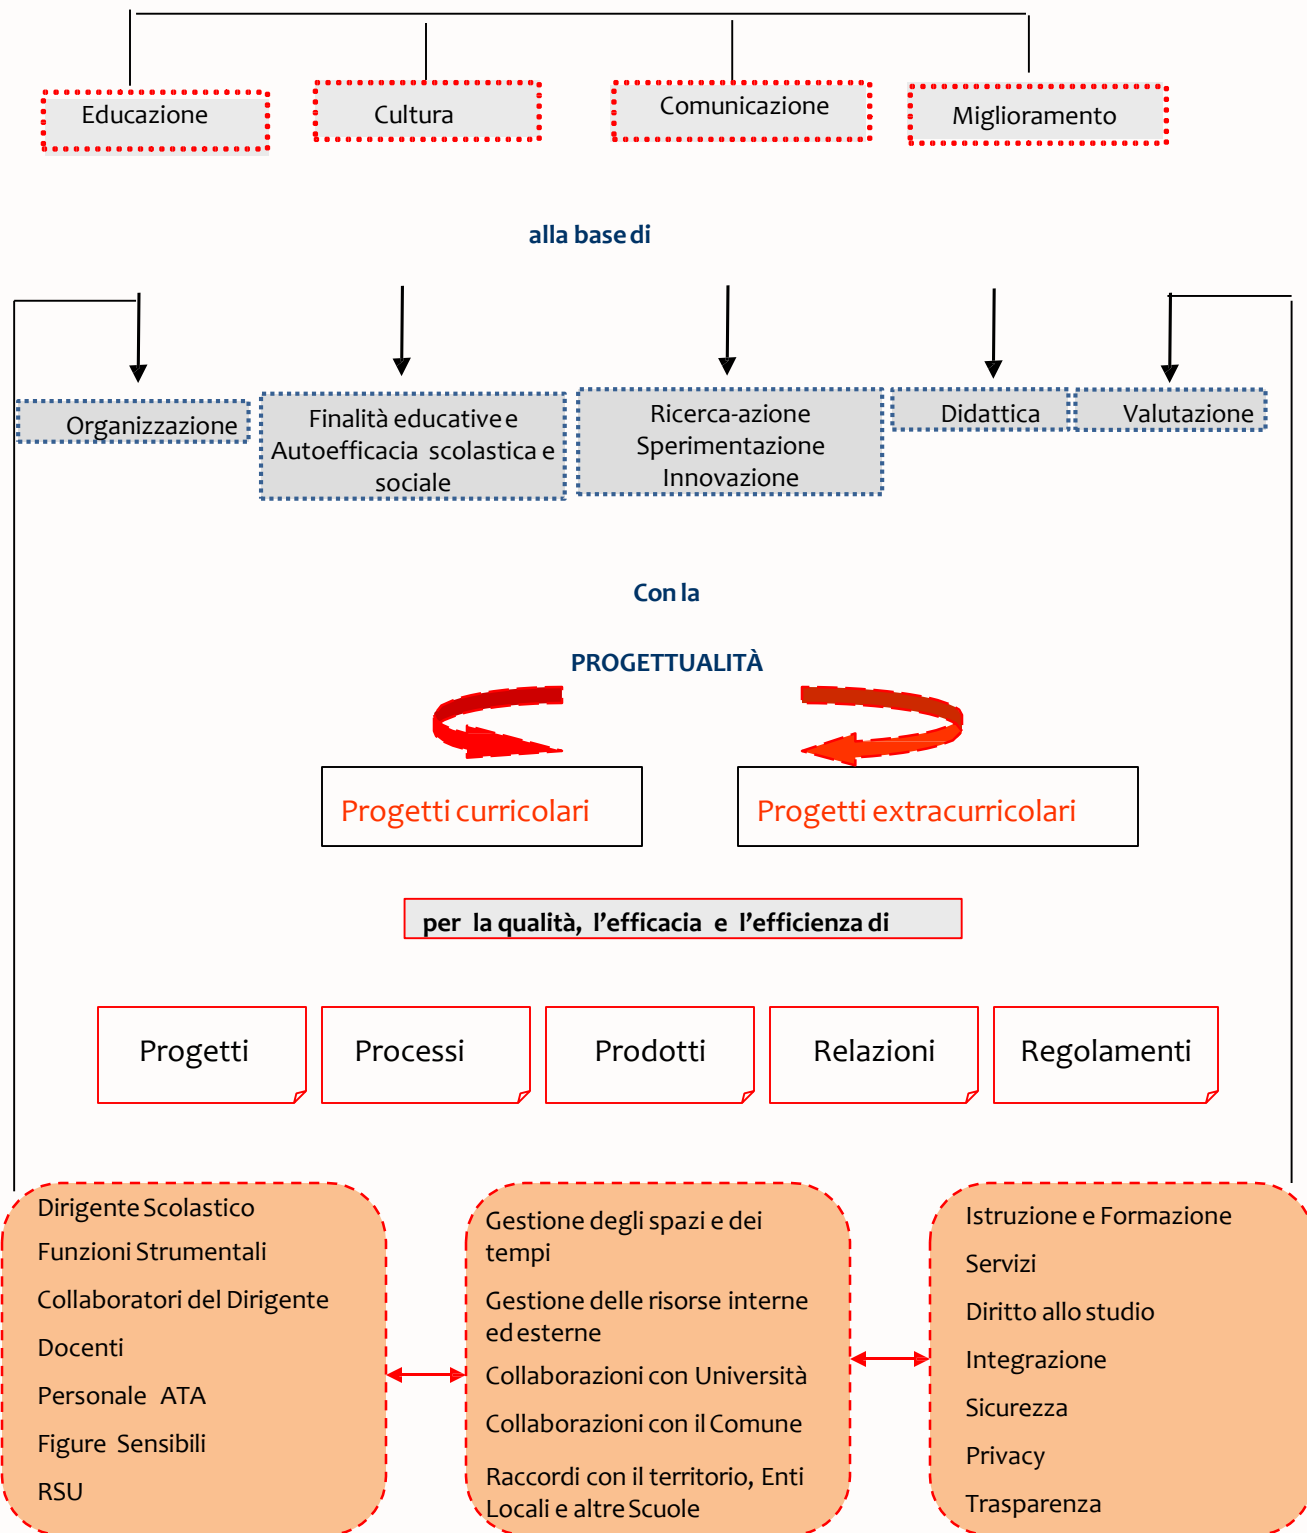 Educazione
Cultura
Comunicazione
Miglioramento
alla base di
Organizzazione
Finalità educative e
Autoefficacia scolastica e
sociale
Ricerca-azione
Sperimentazione
Innovazione
Didattica
Valutazione
Con la
PROGETTUALITÀ
Progetti curricolari
Progetti extracurricolari
per la qualità, l’efficacia e l’efficienza di
Progetti
Processi
Prodotti
Relazioni
Regolamenti
Dirigente Scolastico
Funzioni Strumentali
Collaboratori del Dirigente
Docenti
Personale ATA
Figure Sensibili
RSU
Gestione degli spazi e dei
tempi
Gestione delle risorse interne
ed esterne
Collaborazioni con Università
Collaborazioni con il Comune
Raccordi con il territorio, Enti
Locali e altre Scuole
Istruzione e Formazione
Servizi
Diritto allo studio
Integrazione
Sicurezza
Privacy
Trasparenza